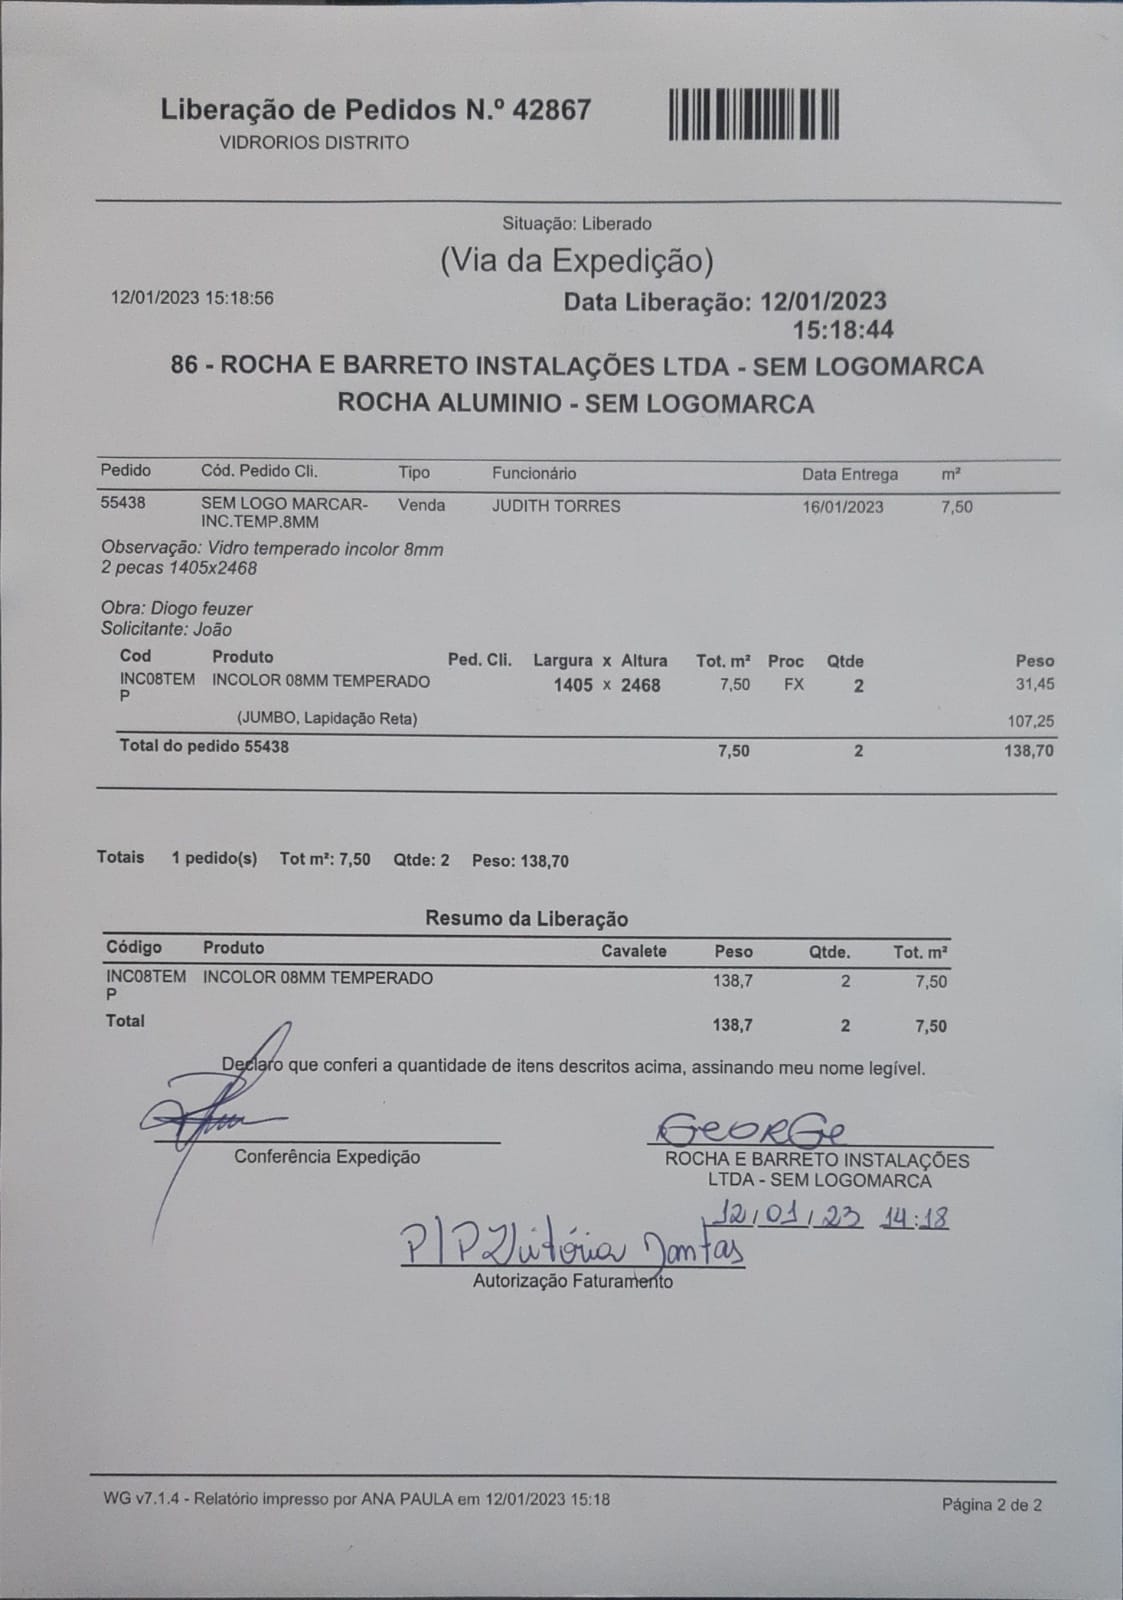 Liberação de Pedidos N.º 42867
VIDRORIOS DISTRITO
Situação: Liberado
(Via da Expedição)
12/01/2023 15:18:56 Data Liberação: 12/01/2023
15:18:44
86 - ROCHA E BARRETO INSTALAÇÕES LTDA - SEM LOGOMARCA
ROCHA ALUMINIO - SEM LOGOMARCA
Pedido Cód. Pedido Cli. Tipo Funcionário Data Entrega m²
55438 SEM LOGO MARCAR- Venda JUDITH TORRES 16/01/2023 7,50
INC.TEMP.8MM
Observação: Vidro temperado incolor 8mm
2 pecas 1405x2468
Obra: Diogo feuzer
Solicitante: João
Cod Produto Ped. Cli. Largura x Altura Tot. m² Proc Qtde Peso
INC08TEM INCOLOR 08MM TEMPERADO 1405 x 2468 7,50 FX 2 31,45
P
(JUMBO, Lapidação Reta) 107,25
Total do pedido 55438 7,50 2 138,70
Totais 1 pedido(s) Tot m²: 7,50 Qtde: 2 Peso: 138,70
Resumo da Liberação
Código Produto Cavalete Peso Qtde. Tot. m²
INC08TEM INCOLOR 08MM TEMPERADO 138,7 2 7,50
P
Total 138,7 2 7,50
Declaro que conferi a quantidade de itens descritos acima, assinando meu nome legível.
GeORGe
Conferência Expedição ROCHA E BARRETO INSTALAÇÕES
LTDA - SEM LOGOMARCA
12/01/23 14:18
P/P Vitória Dantas
Autorização Faturamento
WG v7.1.4 - Relatório impresso por ANA PAULA em 12/01/2023 15:18 Página 2 de 2